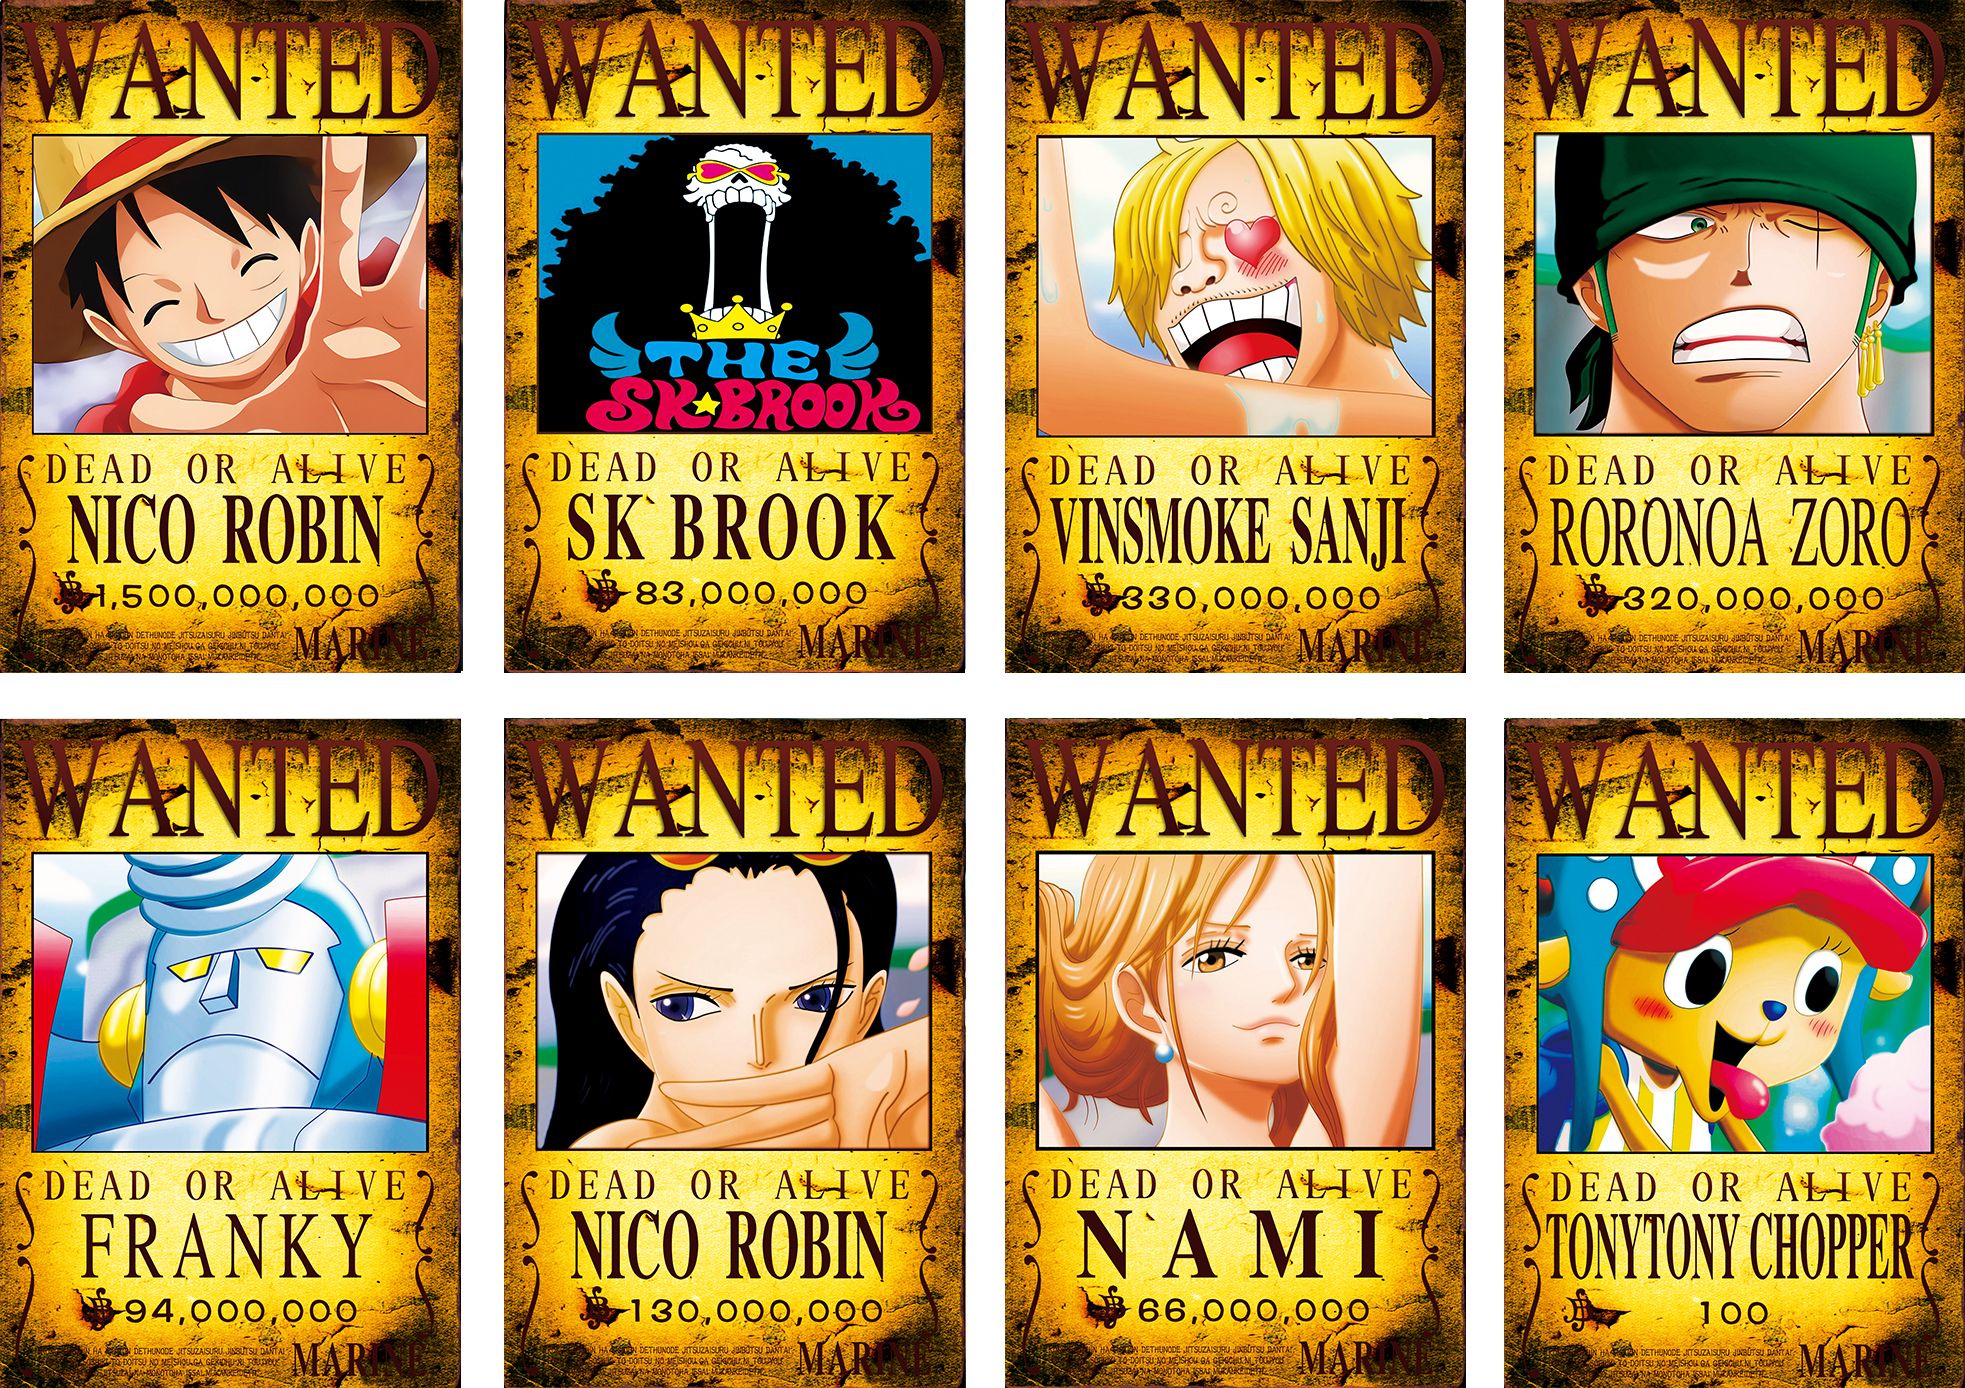 WANTED
DEAD OR ALIVE
NICO ROBIN
1,500,000,000
MARINE
WANTED
THE
SK BROOK
DEAD OR ALIVE
SK BROOK
83,000,000
MARINE
WANTED
DEAD OR ALIVE
VINSMOKE SANJI
330,000,000
MARINE
WANTED
DEAD OR ALIVE
RORONOA ZORO
320,000,000
MARINE
WANTED
DEAD OR ALIVE
FRANKY
94,000,000
MARINE
WANTED
DEAD OR ALIVE
NICO ROBIN
130,000,000
MARINE
WANTED
DEAD OR ALIVE
NAMI
66,000,000
MARINE
WANTED
DEAD OR ALIVE
TONYTONY CHOPPER
100
MARINE